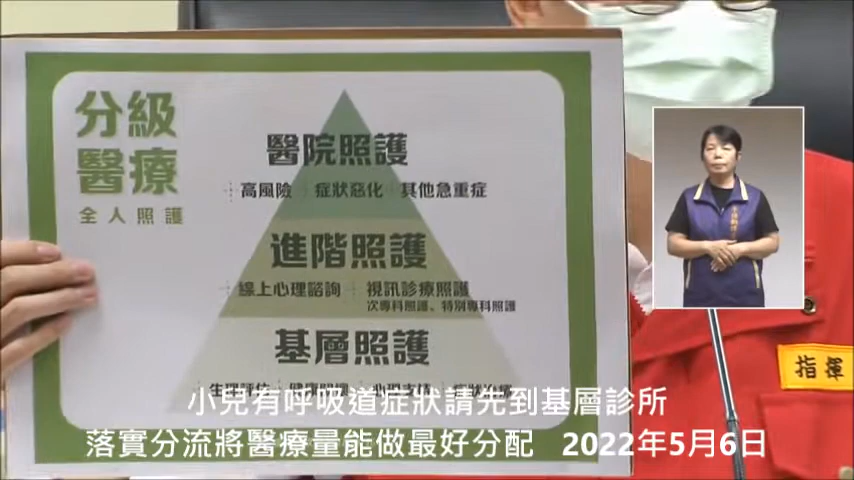 分級
醫療
全人照護
醫院照護
高風險 症狀惡化 其他急重症
進階照護
線上心理諮詢 視訊診療照護
次專科照護、特別專科照護
基層照護
指揮
小兒有呼吸道症狀請先到基層診所
落實分流將醫療量能做最好分配 2022年5月6日